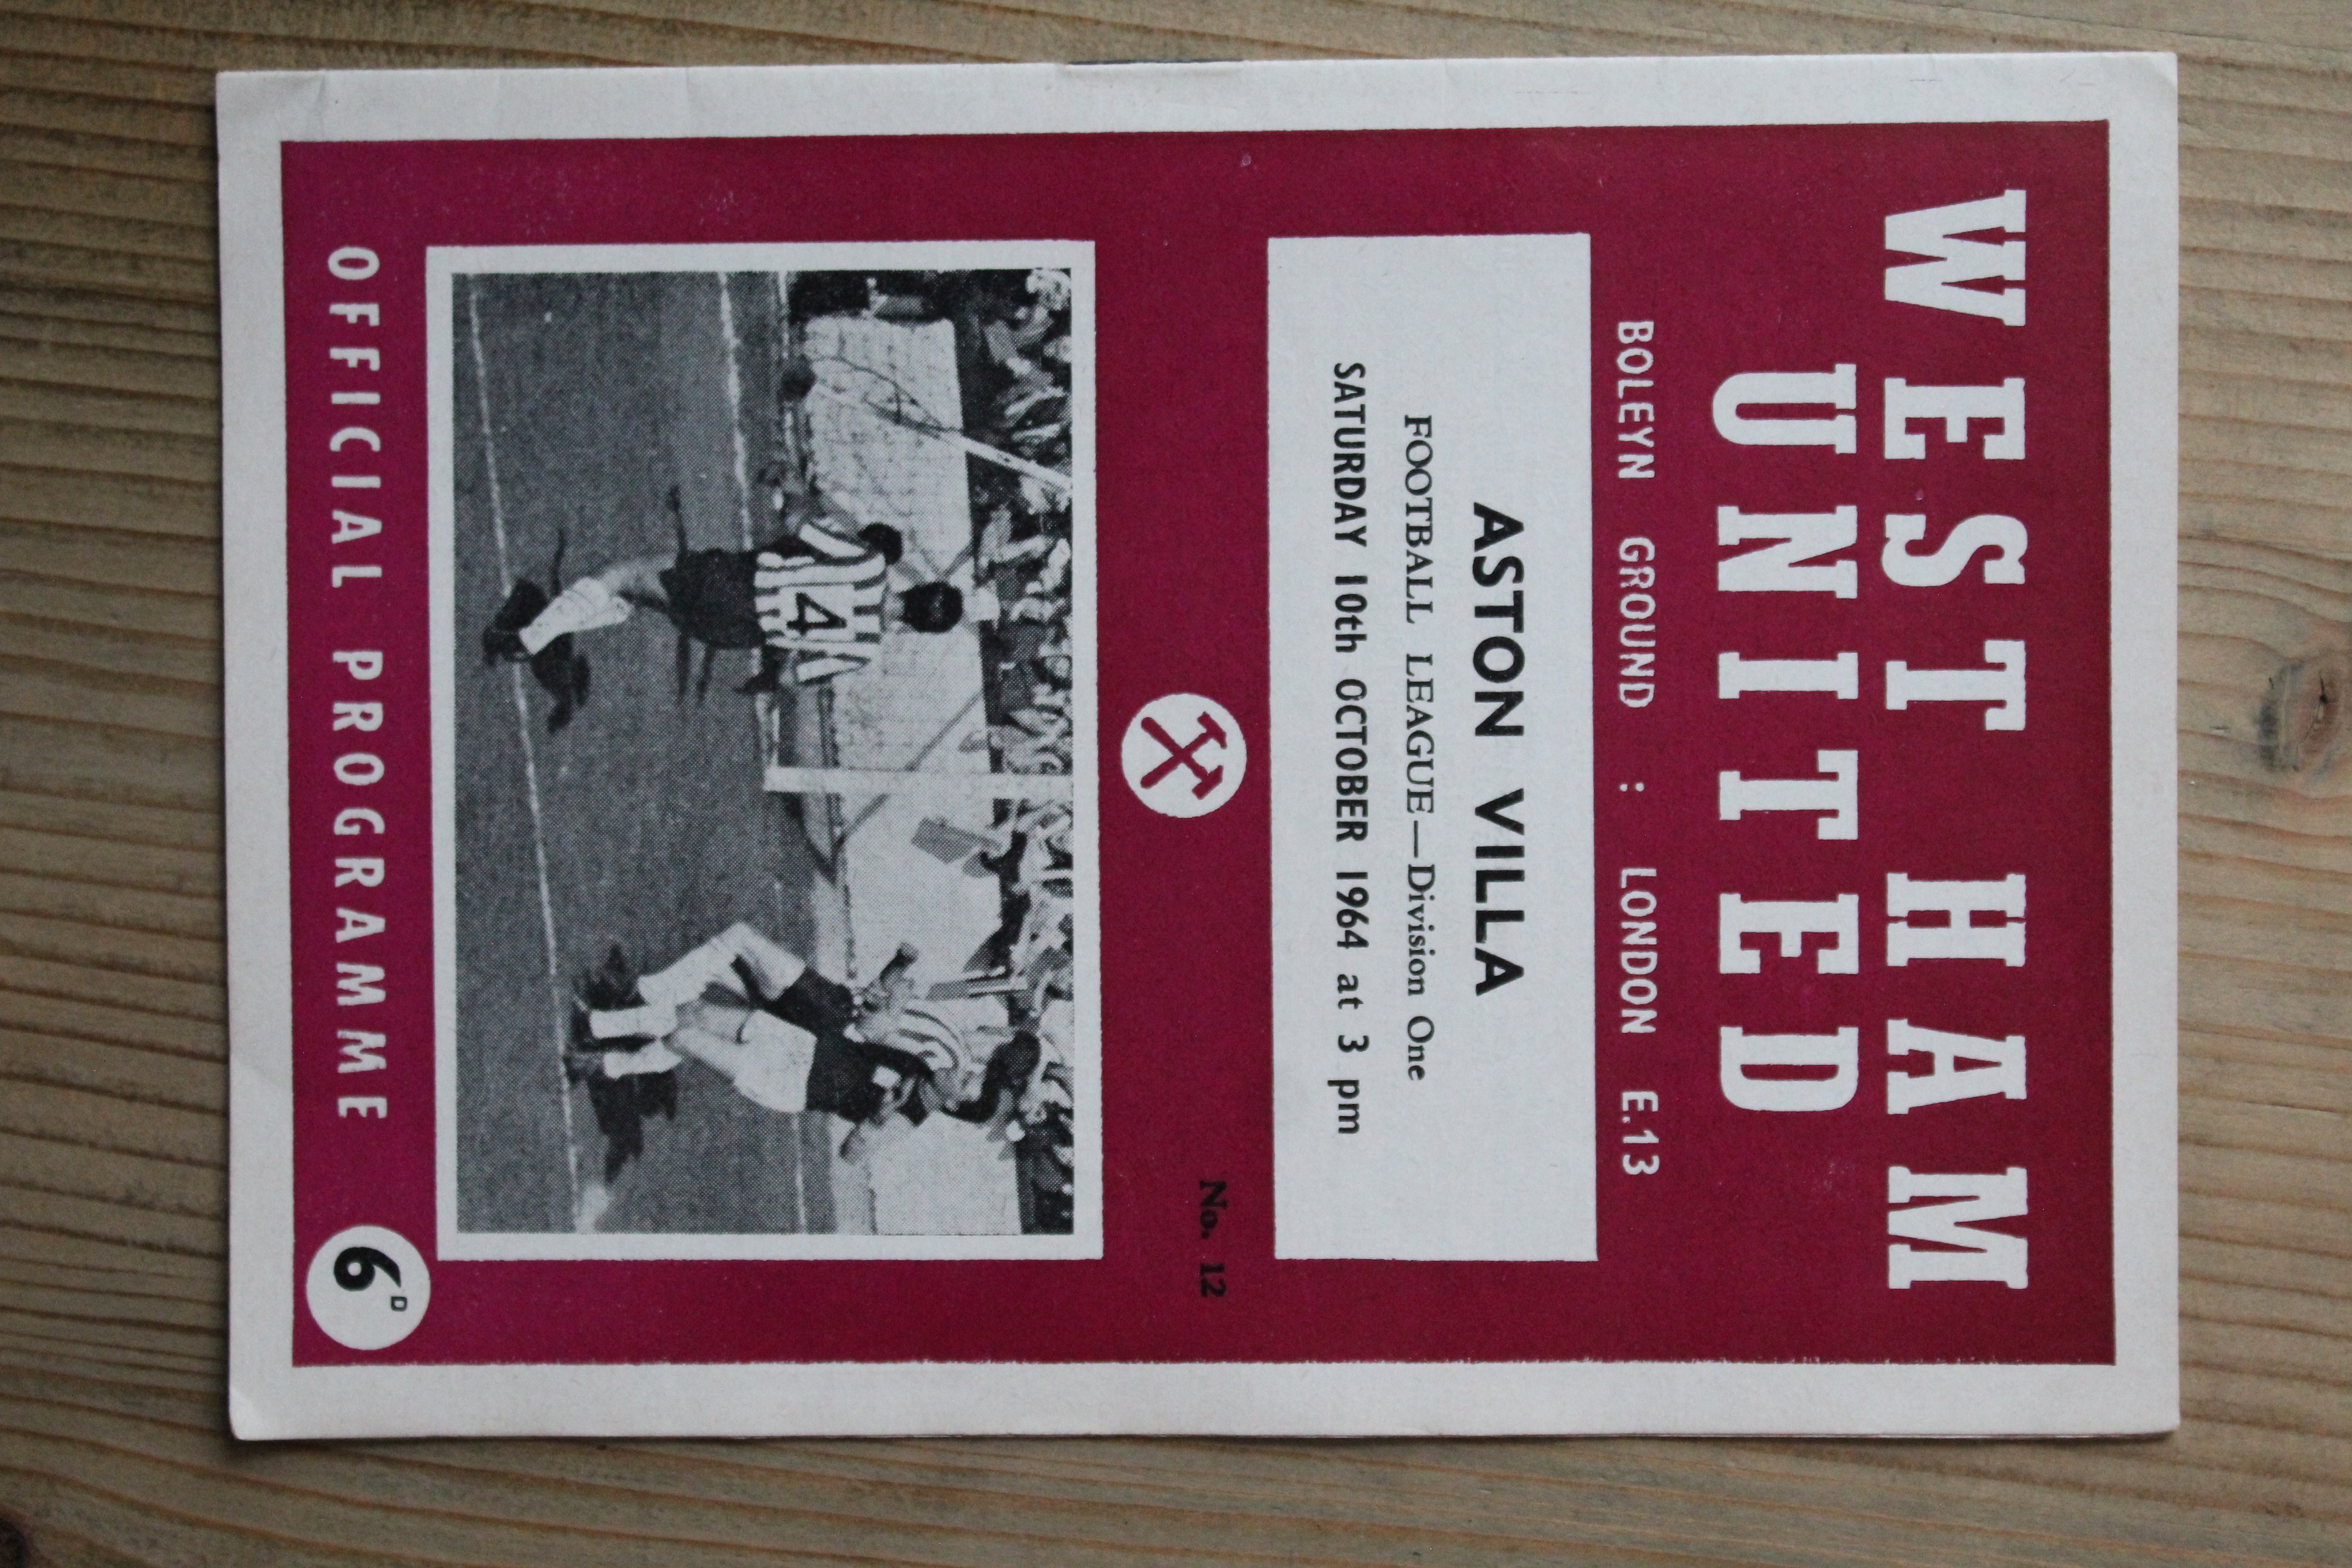 WEST HAM
UNITED
BOLEYN GROUND : LONDON E.13
ASTON VILLA
FOOTBALL LEAGUE—Division One
SATURDAY 10th OCTOBER 1964 at 3 pm
No. 12
4
OFFICIAL PROGRAMME
6D